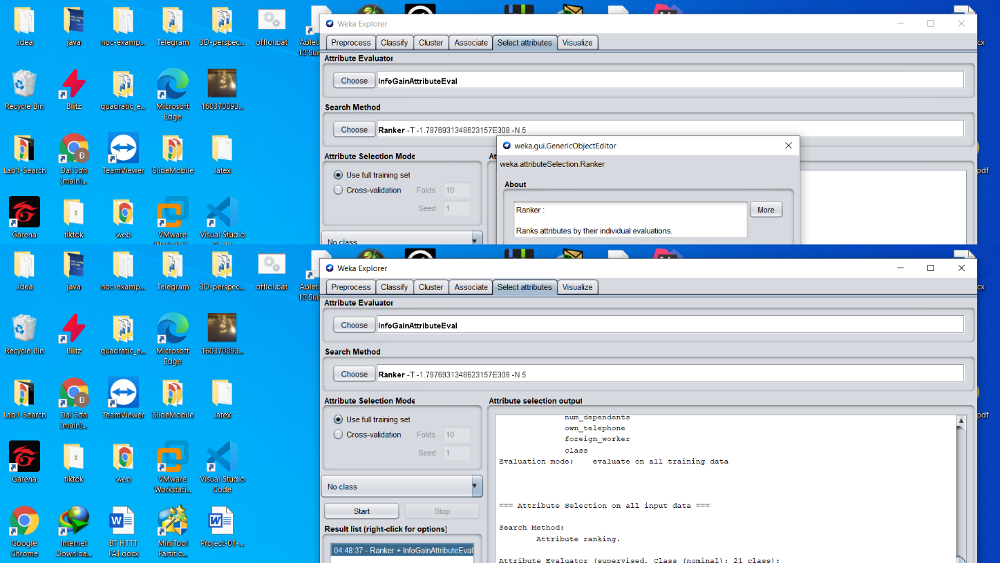 .idea
java
noc-examp...
Telegram
3D-perspec...
offlol.bat
Ablet
10 Sui
Recycle Bin
Blitz
quadratic_e...
Microsoft
Edge
160370893...
Lab1-Search
Đại Sơn
(main)...
TeamViewer
SlideMobile
latex
Garena
tiktok
web
VMware
Visual Studio
Weka Explorer
Preprocess
Classify
Cluster
Associate
Select attributes
Visualize
Attribute Evaluator
Choose
InfoGainAttributeEval
Search Method
Choose
Ranker -T -1.7976931348623157E308 -N 5
Attribute Selection Mode
Use full training set
Cross-validation
Folds
10
Seed
1
No class
At
weka.gui.GenericObjectEditor
weka.attributeSelection.Ranker
About
Ranker :
Ranks attributes by their individual evaluations.
More
cx
pdf
.idea
java
noc-examp...
Telegram
3D-perspec...
offlol.bat
Ablet
10 Sui
Recycle Bin
Blitz
quadratic_e...
Microsoft
Edge
160370893...
Lab1-Search
Đại Sơn
(main)...
TeamViewer
SlideMobile
latex
Garena
tiktok
web
VMware
Workstati...
Visual Studio
Code
Google
Chrome
Internet
Downloa...
BT HTTT
PAT.docx
MiniTool
Partitio...
Project-01-...
Weka Explorer
Preprocess
Classify
Cluster
Associate
Select attributes
Visualize
Attribute Evaluator
Choose
InfoGainAttributeEval
Search Method
Choose
Ranker -T -1.7976931348623157E308 -N 5
Attribute Selection Mode
Use full training set
Cross-validation
Folds
10
Seed
1
No class
Start
Stop
Result list (right-click for options)
04:48:37 - Ranker + InfoGainAttributeEval
Attribute selection output
num_dependents
own_telephone
foreign_worker
class
Evaluation mode: evaluate on all training data
=== Attribute Selection on all input data ===
Search Method:
Attribute ranking.
Attribute Evaluator (supervised, Class (nominal): 21 class):
cx
pdf